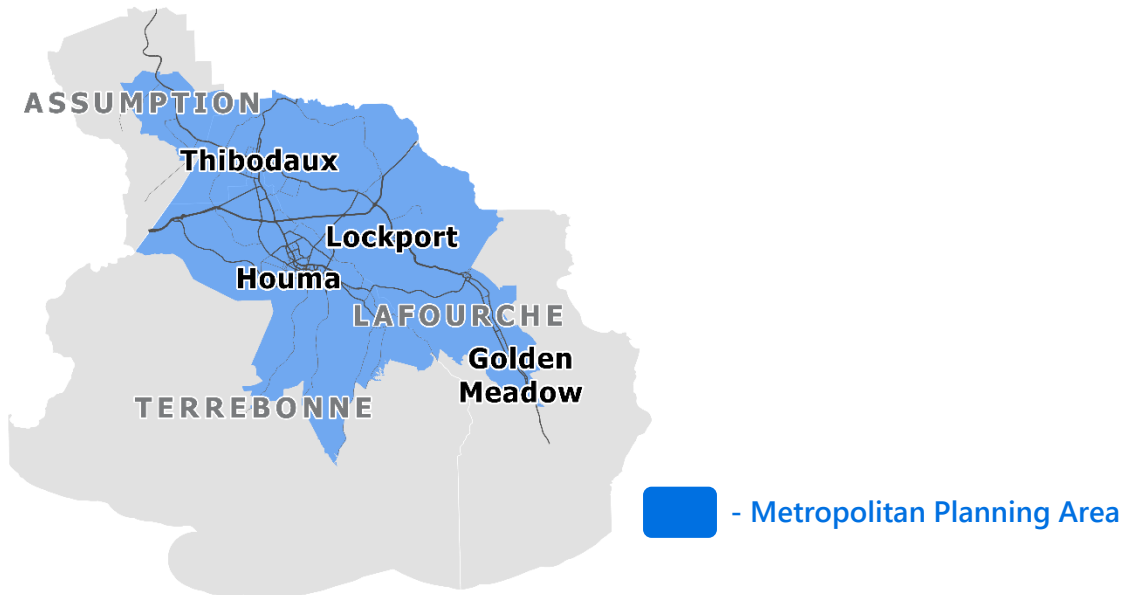 ASSUMPTION
Thibodaux
Lockport
Houma
LAFOURCHE
Golden
Meadow
TERREBONNE
- Metropolitan Planning Area